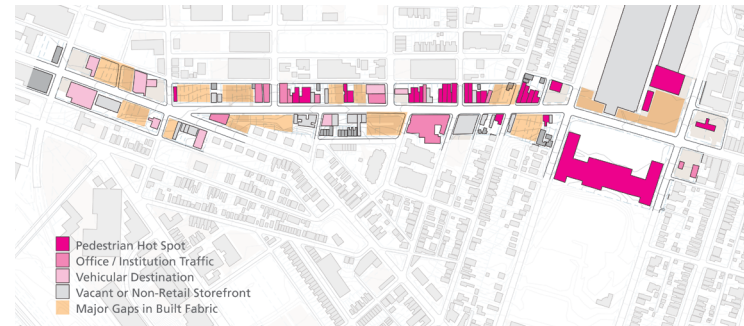 Pedestrian Hot Spot
Office / Institution Traffic
Vehicular Destination
Vacant or Non-Retail Storefront
Major Gaps in Built Fabric